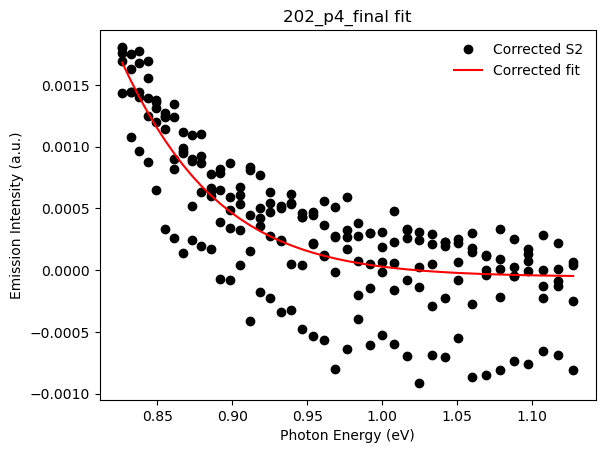 202_p4_final fit
Corrected S2
Corrected fit
Emission Intensity (a.u.)
0.0015
0.0010
0.0005
0.0000
−0.0005
−0.0010
0.85 0.90 0.95 1.00 1.05 1.10
Photon Energy (eV)